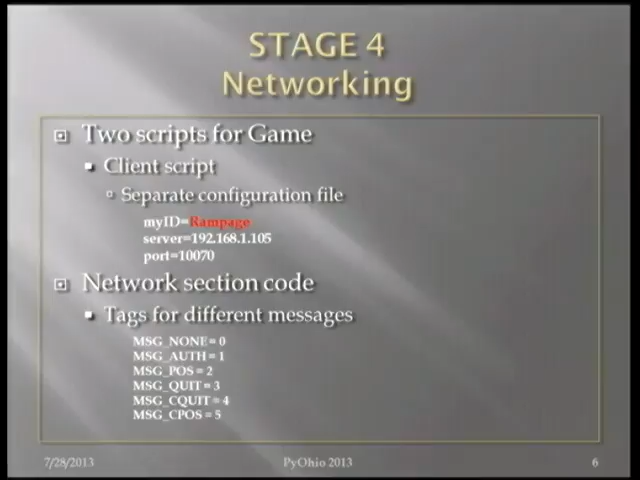 STAGE 4
Networking
Two scripts for Game
Client script
Separate configuration file
myID=Rampage
server=192.168.1.105
port=10070
Network section code
Tags for different messages
MSG_NONE = 0
MSG_AUTH = 1
MSG_POS = 2
MSG_QUIT = 3
MSG_CQUIT = 4
MSG_CPOS = 5
7/28/2013
PyOhio 2013
6